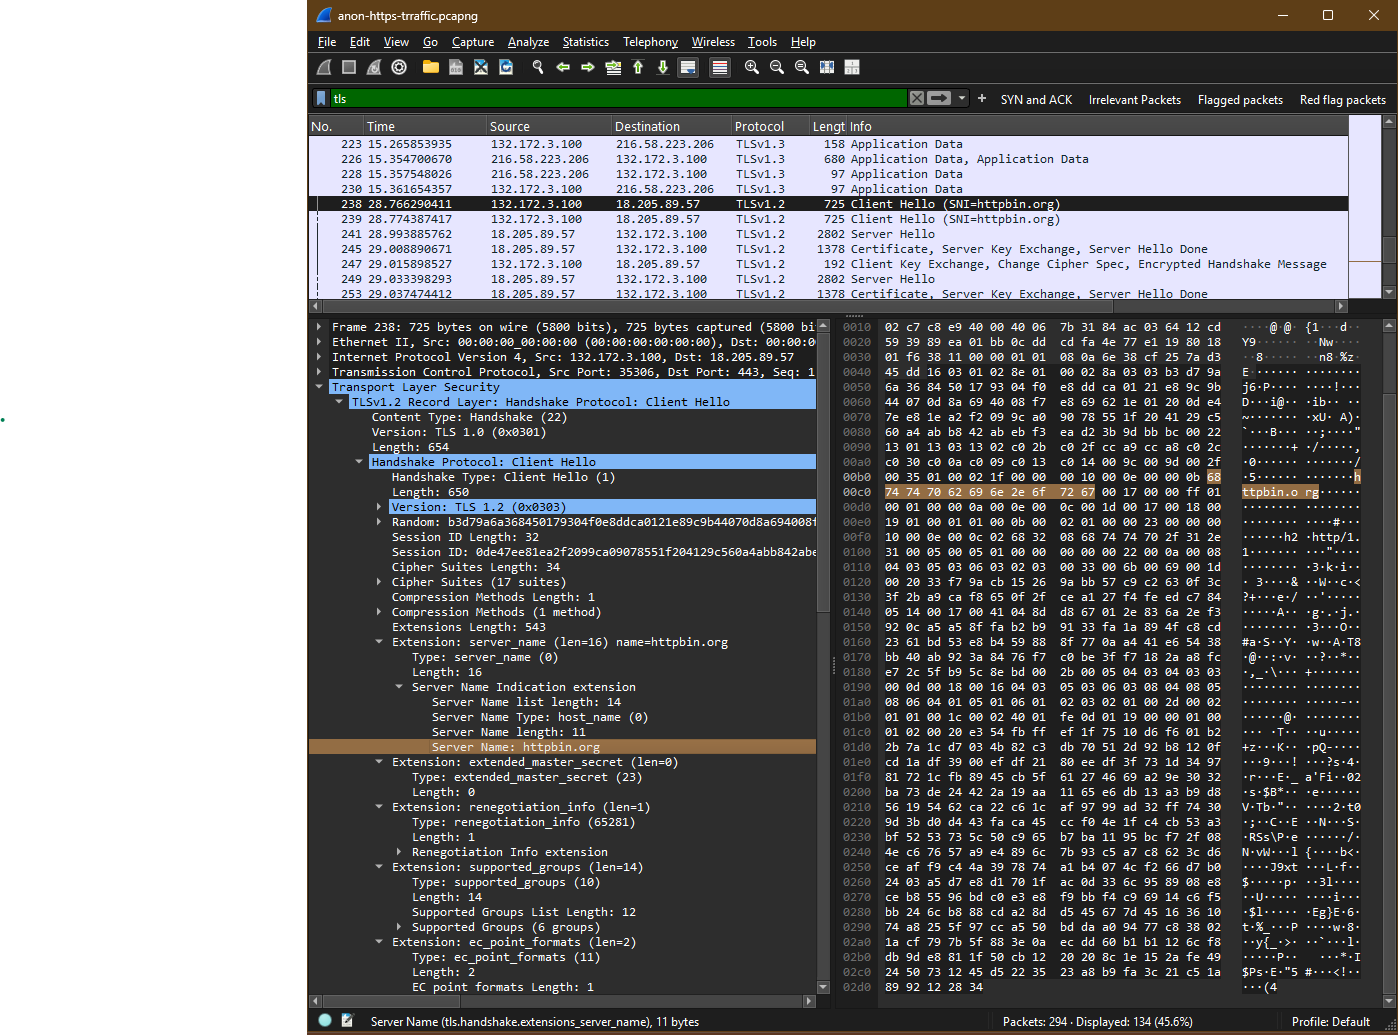 anon-https-trraffic.pcapng
File Edit View Go Capture Analyze Statistics Telephony Wireless Tools Help
tls
SYN and ACK Irrelevant Packets Flagged packets Red flag packets
No. Time Source Destination Protocol Lengt Info
223 15.265853935 132.172.3.100 216.58.223.206 TLSv1.3 158 Application Data
226 15.354700670 216.58.223.206 132.172.3.100 TLSv1.3 680 Application Data, Application Data
228 15.357548026 216.58.223.206 132.172.3.100 TLSv1.3 97 Application Data
230 15.361654357 132.172.3.100 216.58.223.206 TLSv1.3 97 Application Data
238 28.766290411 132.172.3.100 18.205.89.57 TLSv1.2 725 Client Hello (SNI=httpbin.org)
239 28.774387417 132.172.3.100 18.205.89.57 TLSv1.2 725 Client Hello (SNI=httpbin.org)
241 28.993885762 18.205.89.57 132.172.3.100 TLSv1.2 2802 Server Hello
245 29.008890671 18.205.89.57 132.172.3.100 TLSv1.2 1378 Certificate, Server Key Exchange, Server Hello Done
247 29.015898527 132.172.3.100 18.205.89.57 TLSv1.2 192 Client Key Exchange, Change Cipher Spec, Encrypted Handshake Message
249 29.033398293 18.205.89.57 132.172.3.100 TLSv1.2 2802 Server Hello
253 29.037474412 18.205.89.57 132.172.3.100 TLSv1.2 1378 Certificate, Server Key Exchange, Server Hello Done
Frame 238: 725 bytes on wire (5800 bits), 725 bytes captured (5800 bi
Ethernet II, Src: 00:00:00_00:00:00 (00:00:00:00:00:00), Dst: 00:00:0
Internet Protocol Version 4, Src: 132.172.3.100, Dst: 18.205.89.57
Transmission Control Protocol, Src Port: 35306, Dst Port: 443, Seq: 1
Transport Layer Security
TLSv1.2 Record Layer: Handshake Protocol: Client Hello
Content Type: Handshake (22)
Version: TLS 1.0 (0x0301)
Length: 654
Handshake Protocol: Client Hello
Handshake Type: Client Hello (1)
Length: 650
Version: TLS 1.2 (0x0303)
Random: b3d79a6a368450179304f0e8ddca0121e89c9b44070d8a694008f
Session ID Length: 32
Session ID: 0de47ee81ea2f2099ca09078551f204129c560a4abb842abe
Cipher Suites Length: 34
Cipher Suites (17 suites)
Compression Methods Length: 1
Compression Methods (1 method)
Extensions Length: 543
Extension: server_name (len=16) name=httpbin.org
Type: server_name (0)
Length: 16
Server Name Indication extension
Server Name list length: 14
Server Name Type: host_name (0)
Server Name length: 11
Server Name: httpbin.org
Extension: extended_master_secret (len=0)
Type: extended_master_secret (23)
Length: 0
Extension: renegotiation_info (len=1)
Type: renegotiation_info (65281)
Length: 1
Renegotiation Info extension
Extension: supported_groups (len=14)
Type: supported_groups (10)
Length: 14
Supported Groups List Length: 12
Supported Groups (6 groups)
Extension: ec_point_formats (len=2)
Type: ec_point_formats (11)
Length: 2
EC point formats Length: 1
0010 02 c7 c8 e9 40 00 40 06 7b 31 84 ac 03 64 12 cd
0020 59 39 89 ea 01 bb 0c dd cd fa 4e 77 e1 19 80 18
0030 01 f6 38 11 00 00 01 01 08 0a 6e 38 cf 25 7a d3
0040 45 dd 16 03 01 02 8e 01 00 02 8a 03 03 b3 d7 9a
0050 6a 36 84 50 17 93 04 f0 e8 dd ca 01 21 e8 9c 9b
0060 44 07 0d 8a 69 40 08 f7 e8 69 62 1e 01 20 0d e4
0070 7e e8 1e a2 f2 09 9c a0 90 78 55 1f 20 41 29 c5
0080 60 a4 ab b8 42 ab eb f3 ea d2 3b 9d bb bc 00 22
0090 13 01 13 03 13 02 c0 2b c0 2f cc a9 cc a8 c0 2c
00a0 c0 30 c0 0a c0 09 c0 13 c0 14 00 9c 00 9d 00 2f
00b0 00 35 01 00 02 1f 00 00 00 10 00 0e 00 00 0b 68
00c0 74 74 70 62 69 6e 2e 6f 72 67 00 17 00 00 ff 01
00d0 00 01 00 00 0a 00 0e 00 0c 00 1d 00 17 00 18 00
00e0 19 01 00 01 01 00 0b 00 02 01 00 00 23 00 00 00
00f0 10 00 0e 00 0c 02 68 32 08 68 74 74 70 2f 31 2e
0100 31 00 05 00 05 01 00 00 00 00 00 22 00 0a 00 08
0110 04 03 05 03 06 03 02 03 00 33 00 6b 00 69 00 1d
0120 00 20 33 f7 9a cb 15 26 9a bb 57 c9 c2 63 0f 3c
0130 3f 2b a9 ca f8 65 0f 2f ce a1 27 f4 fe ed c7 84
0140 05 14 00 17 00 41 04 8d d8 67 01 2e 83 6a 2e f3
0150 92 0c a5 a5 8f fa b2 b9 91 33 fa 1a 89 4f c8 cd
0160 23 61 bd 53 e8 b4 59 88 8f 77 0a a4 41 e6 54 38
0170 bb 40 ab 92 3a 84 76 f7 c0 be 3f f7 18 2a a8 fc
0180 e7 2c 5f b9 5c 8e bd 00 2b 00 05 04 03 04 03 03
0190 00 0d 00 18 00 16 04 03 05 03 06 03 08 04 08 05
01a0 08 06 04 01 05 01 06 01 02 03 02 01 00 2d 00 02
01b0 01 01 00 1c 00 02 40 01 fe 0d 01 19 00 00 01 00
01c0 01 02 00 20 e3 54 fb ff ef 1f 75 10 d6 f6 01 b2
01d0 2b 7a 1c d7 03 4b 82 c3 db 70 51 2d 92 b8 12 0f
01e0 cd 1a df 39 00 ef df 21 80 ee df 3f 73 1d 34 97
01f0 81 72 1c fb 89 45 cb 5f 61 27 46 69 a2 9e 30 32
0200 ba 73 de 24 42 2a 19 aa 11 65 e6 db 13 a3 b9 d8
0210 56 19 54 62 ca 22 c6 1c af 97 99 ad 32 ff 74 30
0220 9d 3b d0 d4 43 fa ca 45 cc f0 4e 1f c4 cb 53 a3
0230 bf 52 53 73 5c 50 c9 65 b7 ba 11 95 bc f7 2f 08
0240 4e c6 76 57 a9 e4 89 6c 7b 93 c5 a7 c8 62 3c d6
0250 ce af f9 c4 4a 39 78 74 a1 b4 07 4c f2 66 d7 b0
0260 24 03 a5 d7 e8 d1 70 1f ac 0d 33 6c 95 89 08 e8
0270 ce b8 55 96 bd c0 e3 e8 f9 bb f4 c9 69 14 c6 f5
0280 bb 24 6c b8 88 cd a2 8d d5 45 67 7d 45 16 36 10
0290 74 a8 25 5f 97 cc a5 50 bd da a0 94 77 c8 38 02
02a0 1a cf 79 7b 5f 88 3e 0a ec dd 60 b1 b1 12 6c f8
02b0 db 9d e8 81 1f 50 cb 12 20 20 8c 1e 15 2a fe 49
02c0 24 50 73 12 45 d5 22 35 23 a8 b9 fa 3c 21 c5 1a
02d0 89 92 12 28 34
Server Name (tls.handshake.extensions_server_name), 11 bytes
Packets: 294 · Displayed: 134 (45.6%)
Profile: Default